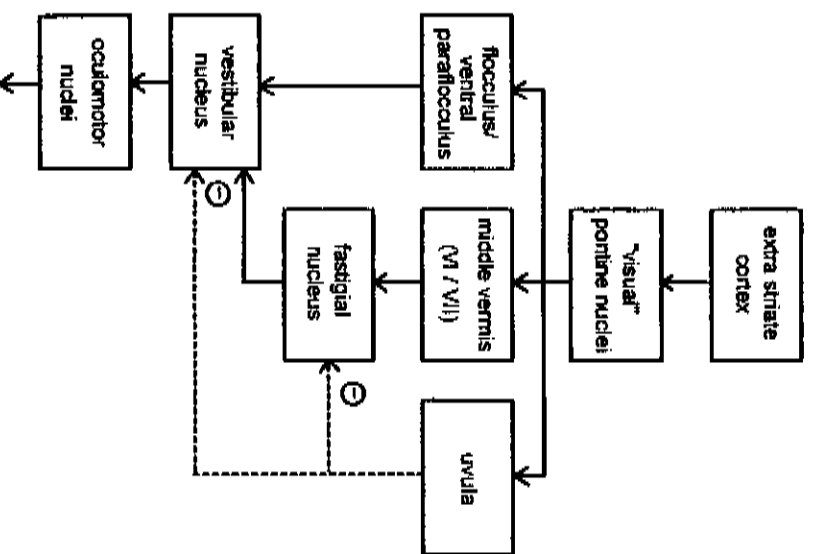 extra striate
cortex
"visual"
pontine nuclei
flocculus/
ventral
paraflocculus
middle vermis
(VI / VII)
uvula
fastigial
nucleus
vestibular
nucleus
oculomotor
nuclei